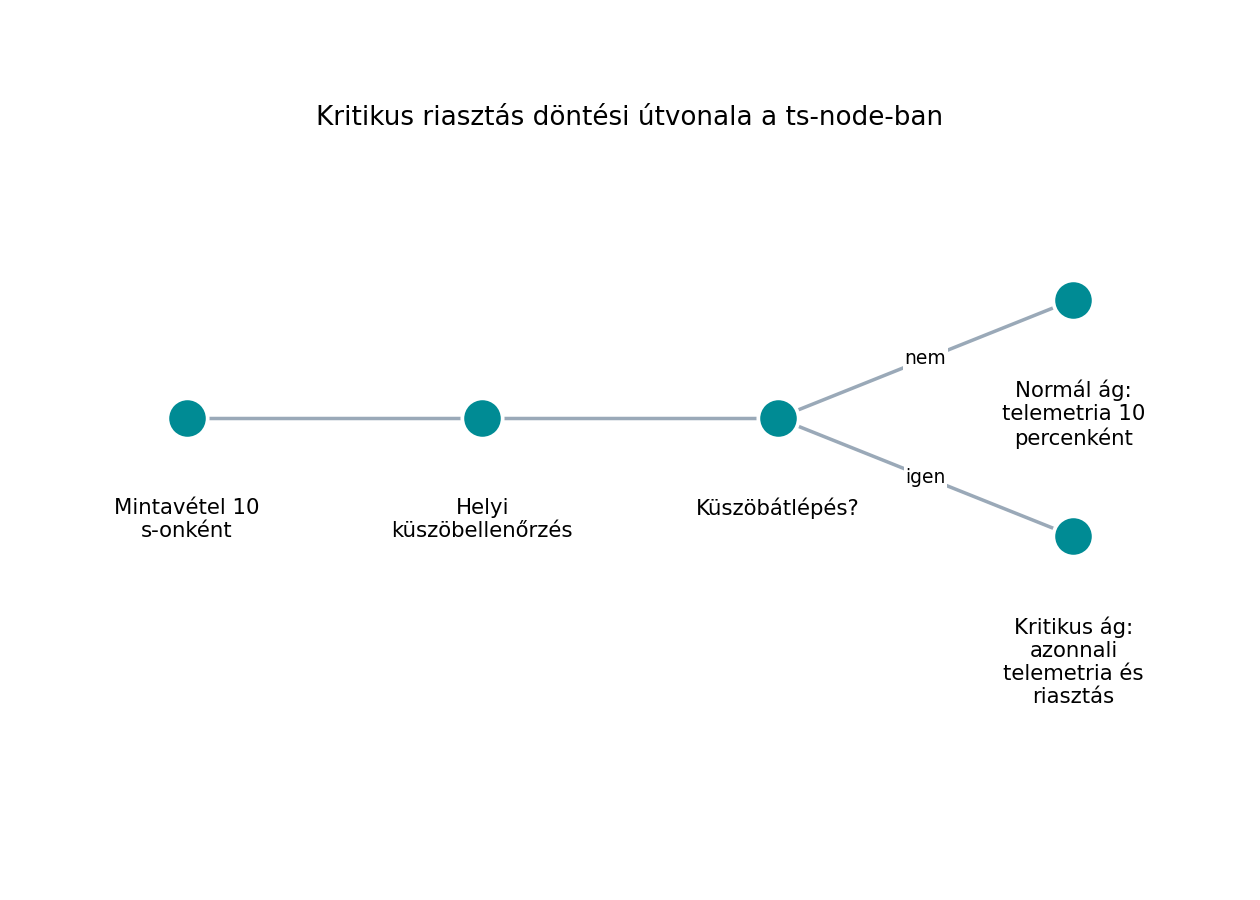 Kritikus riasztás döntési útvonala a ts-node-ban
nem
Normál ág:
telemetria 10
percenként
igen
Mintavétel 10
s-onként
Helyi
küszöbellenőrzés
Küszöbátlépés?
Kritikus ág:
azonnali
telemetria és
riasztás